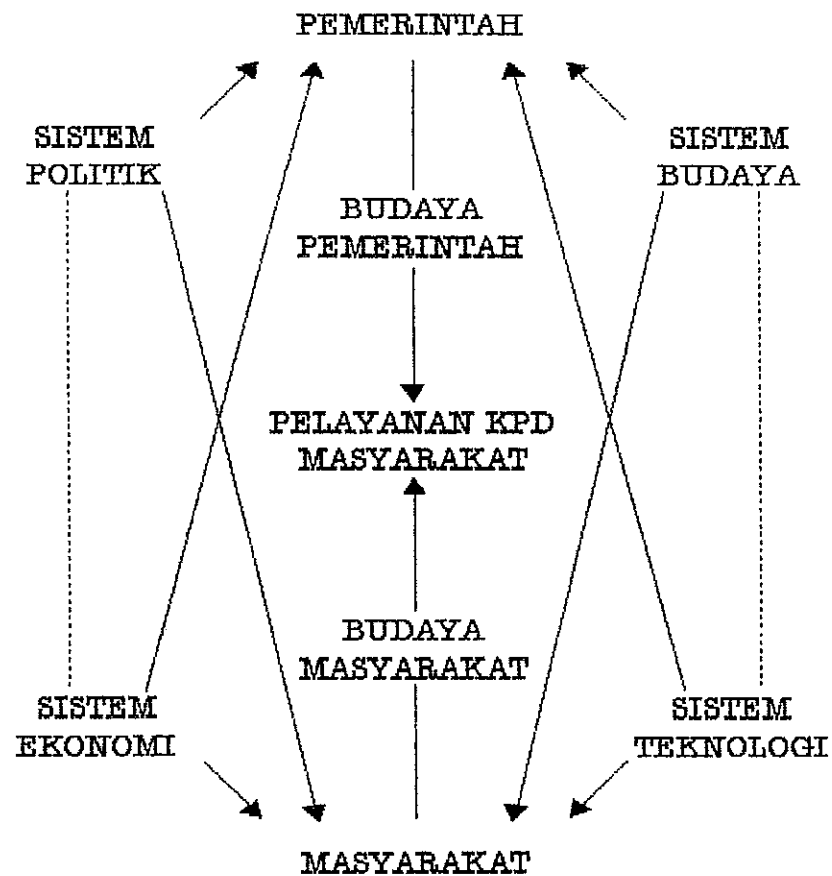 PEMERINTAH
SISTEM
POLITIK
SISTEM
BUDAYA
BUDAYA
PEMERINTAH
PELAYANAN KPD
MASYARAKAT
BUDAYA
MASYARAKAT
SISTEM
EKONOMI
SISTEM
TEKNOLOGI
MASYARAKAT